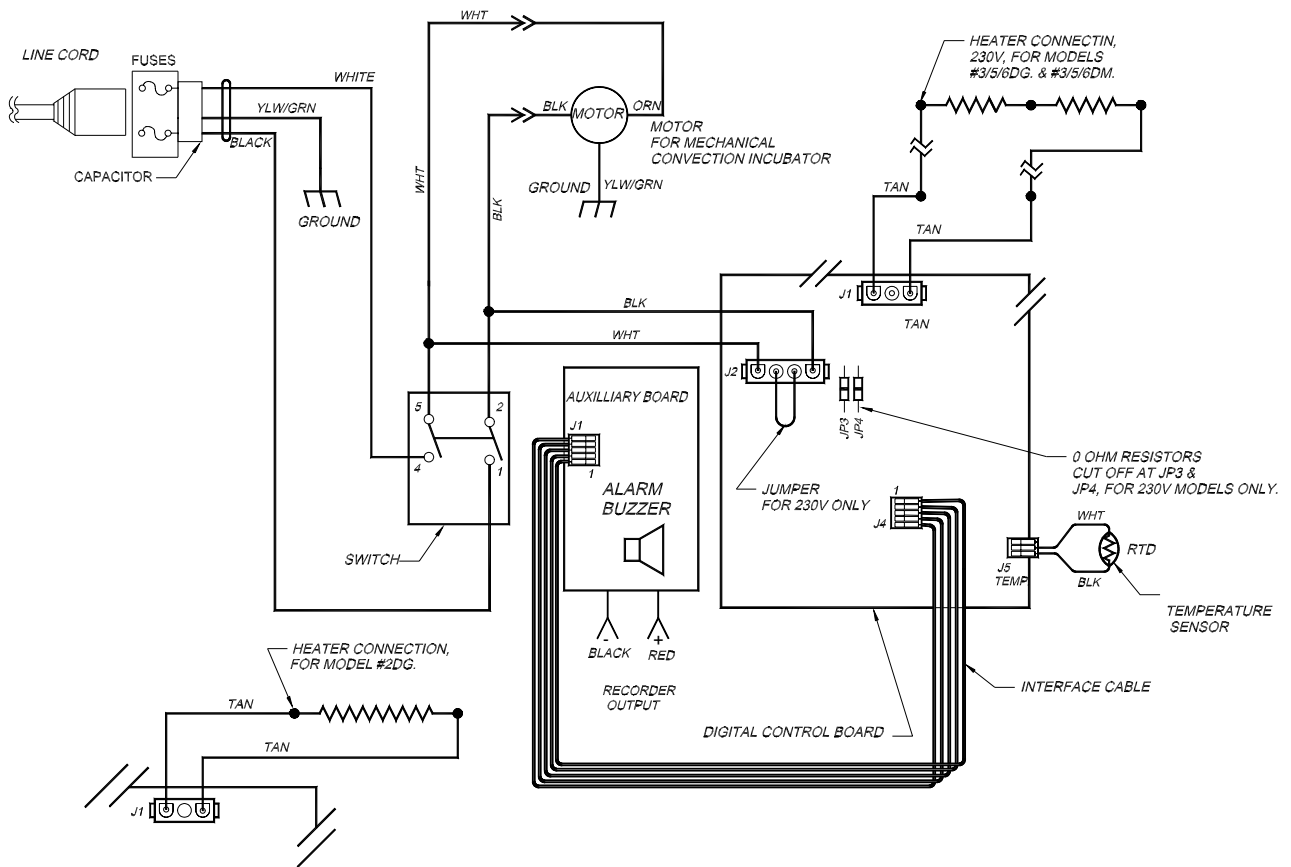 WHT
LINE CORD
FUSES
WHITE
YLW/GRN
BLACK
CAPACITOR
GROUND
BLK
MOTOR
ORN
MOTOR
FOR MECHANICAL
CONVECTION INCUBATOR
GROUND
YLW/GRN
WHT
BLK
HEATER CONNECTIN,
230V, FOR MODELS
#3/5/6DG. & #3/5/6DM.
TAN
TAN
J1
TAN
BLK
WHT
J2
JP3
JP4
JUMPER
FOR 230V ONLY
0 OHM RESISTORS
CUT OFF AT JP3 &
JP4, FOR 230V MODELS ONLY.
5
2
4
1
SWITCH
AUXILLIARY BOARD
J1
1
ALARM
BUZZER
-
+
BLACK
RED
RECORDER
OUTPUT
1
J4
J5
TEMP
WHT
BLK
RTD
TEMPERATURE
SENSOR
INTERFACE CABLE
DIGITAL CONTROL BOARD
HEATER CONNECTION,
FOR MODEL #2DG.
TAN
TAN
J1